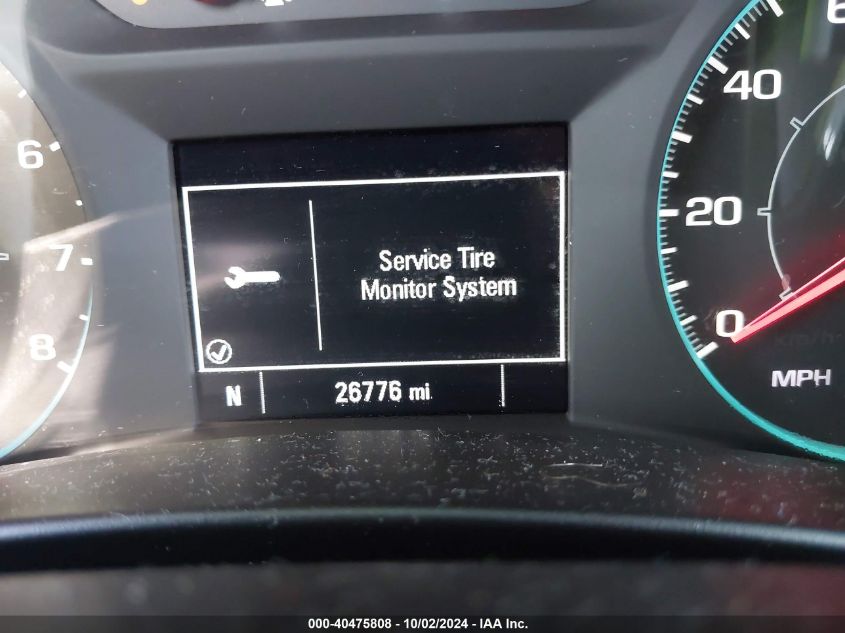 6
7
8
Service Tire
Monitor System
N
26776 mi
40
20
0
MPH
km/h
000-40475808 - 10/02/2024 - IAA Inc.